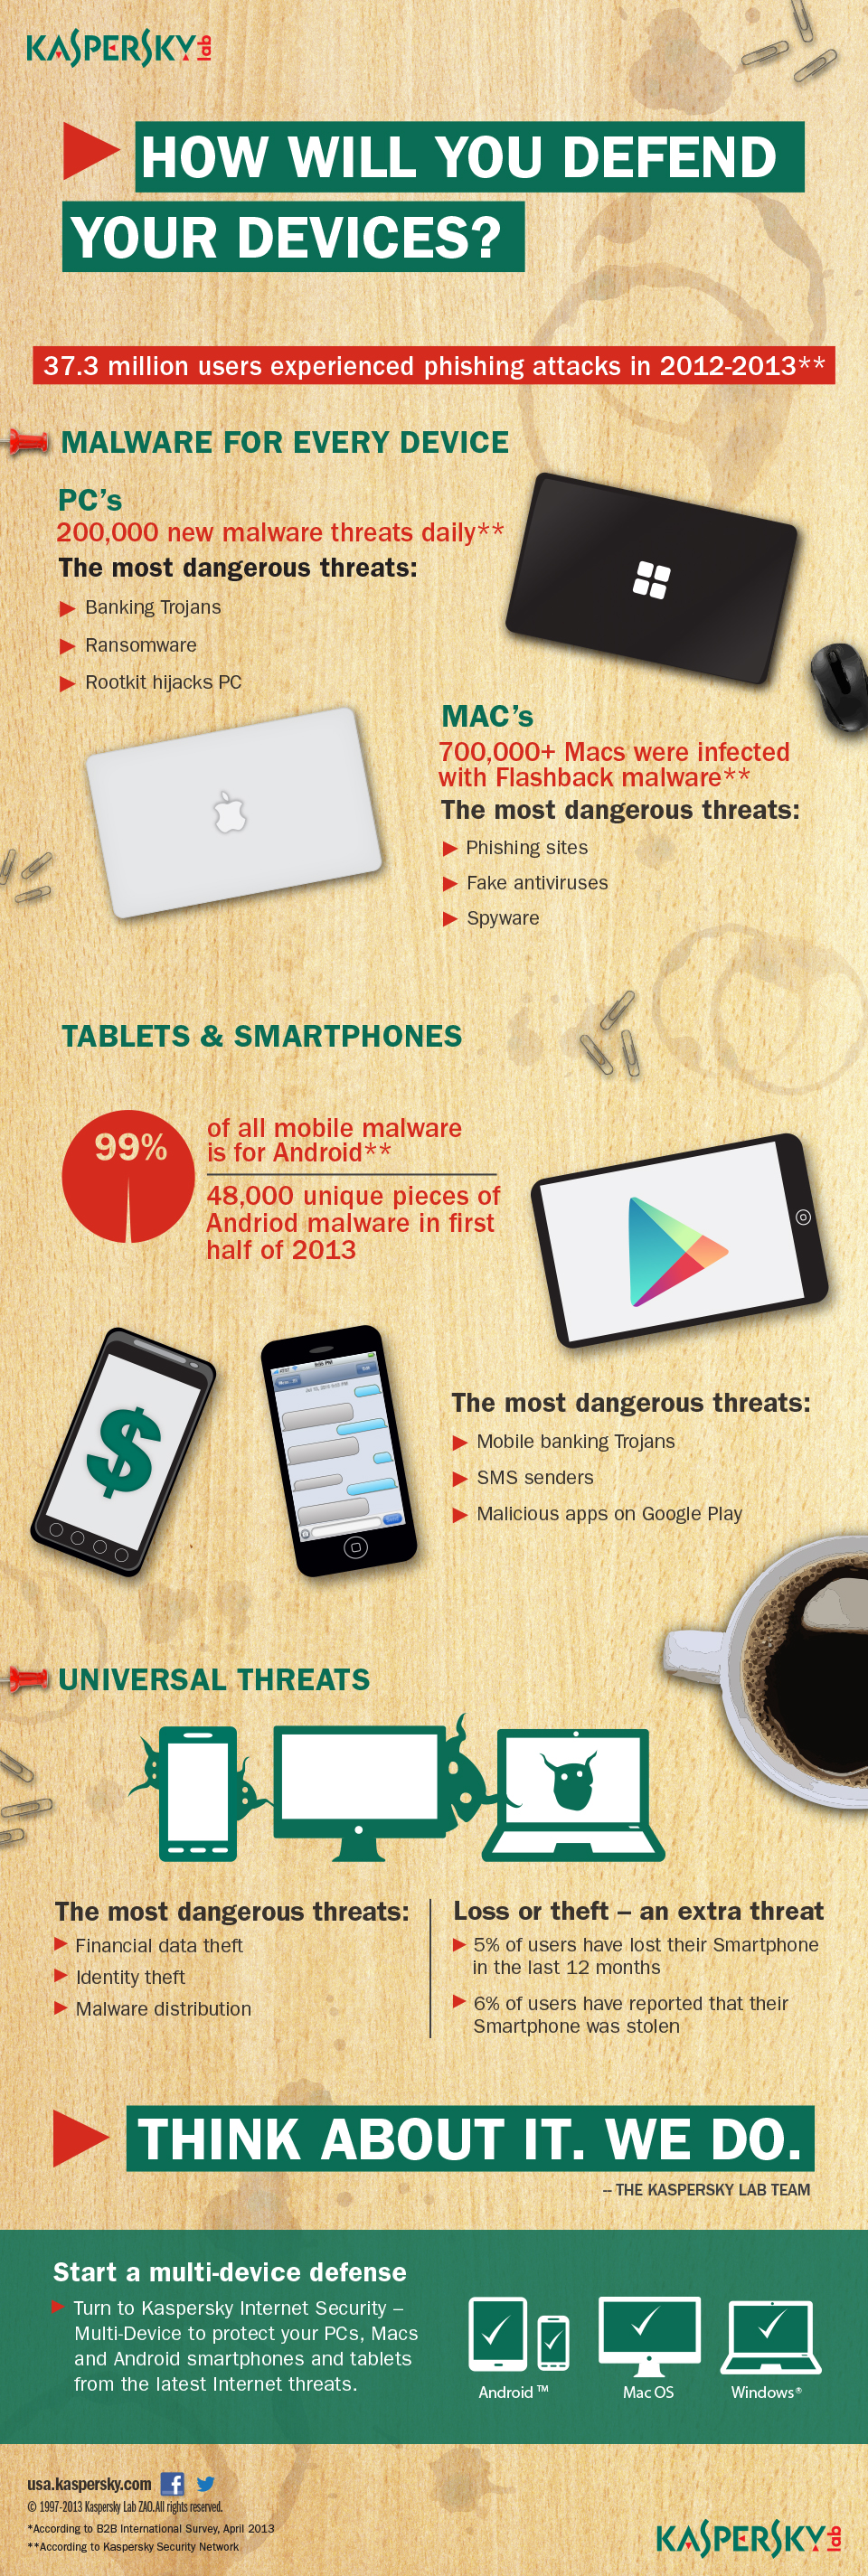 KASPERSKY lab
HOW WILL YOU DEFEND
YOUR DEVICES?
37.3 million users experienced phishing attacks in 2012-2013**
MALWARE FOR EVERY DEVICE
PC's
200,000 new malware threats daily**
The most dangerous threats:
Banking Trojans
Ransomware
Rootkit hijacks PC
MAC's
700,000+ Macs were infected
with Flashback malware**
The most dangerous threats:
Phishing sites
Fake antiviruses
Spyware
TABLETS & SMARTPHONES
99%
of all mobile malware
is for Android**
48,000 unique pieces of
Andriod malware in first
half of 2013
$
The most dangerous threats:
Mobile banking Trojans
SMS senders
Malicious apps on Google Play
UNIVERSAL THREATS
The most dangerous threats:
Financial data theft
Identity theft
Malware distribution
Loss or theft – an extra threat
5% of users have lost their Smartphone
in the last 12 months
6% of users have reported that their
Smartphone was stolen
THINK ABOUT IT. WE DO.
– THE KASPERSKY LAB TEAM
Start a multi-device defense
Turn to Kaspersky Internet Security –
Multi-Device to protect your PCs, Macs
and Android smartphones and tablets
from the latest Internet threats.
Android ™
Mac OS
Windows®
usa.kaspersky.com
© 1997-2013 Kaspersky Lab ZAO.All rights reserved.
*According to B2B International Survey, April 2013
**According to Kaspersky Security Network
KASPERSKY lab